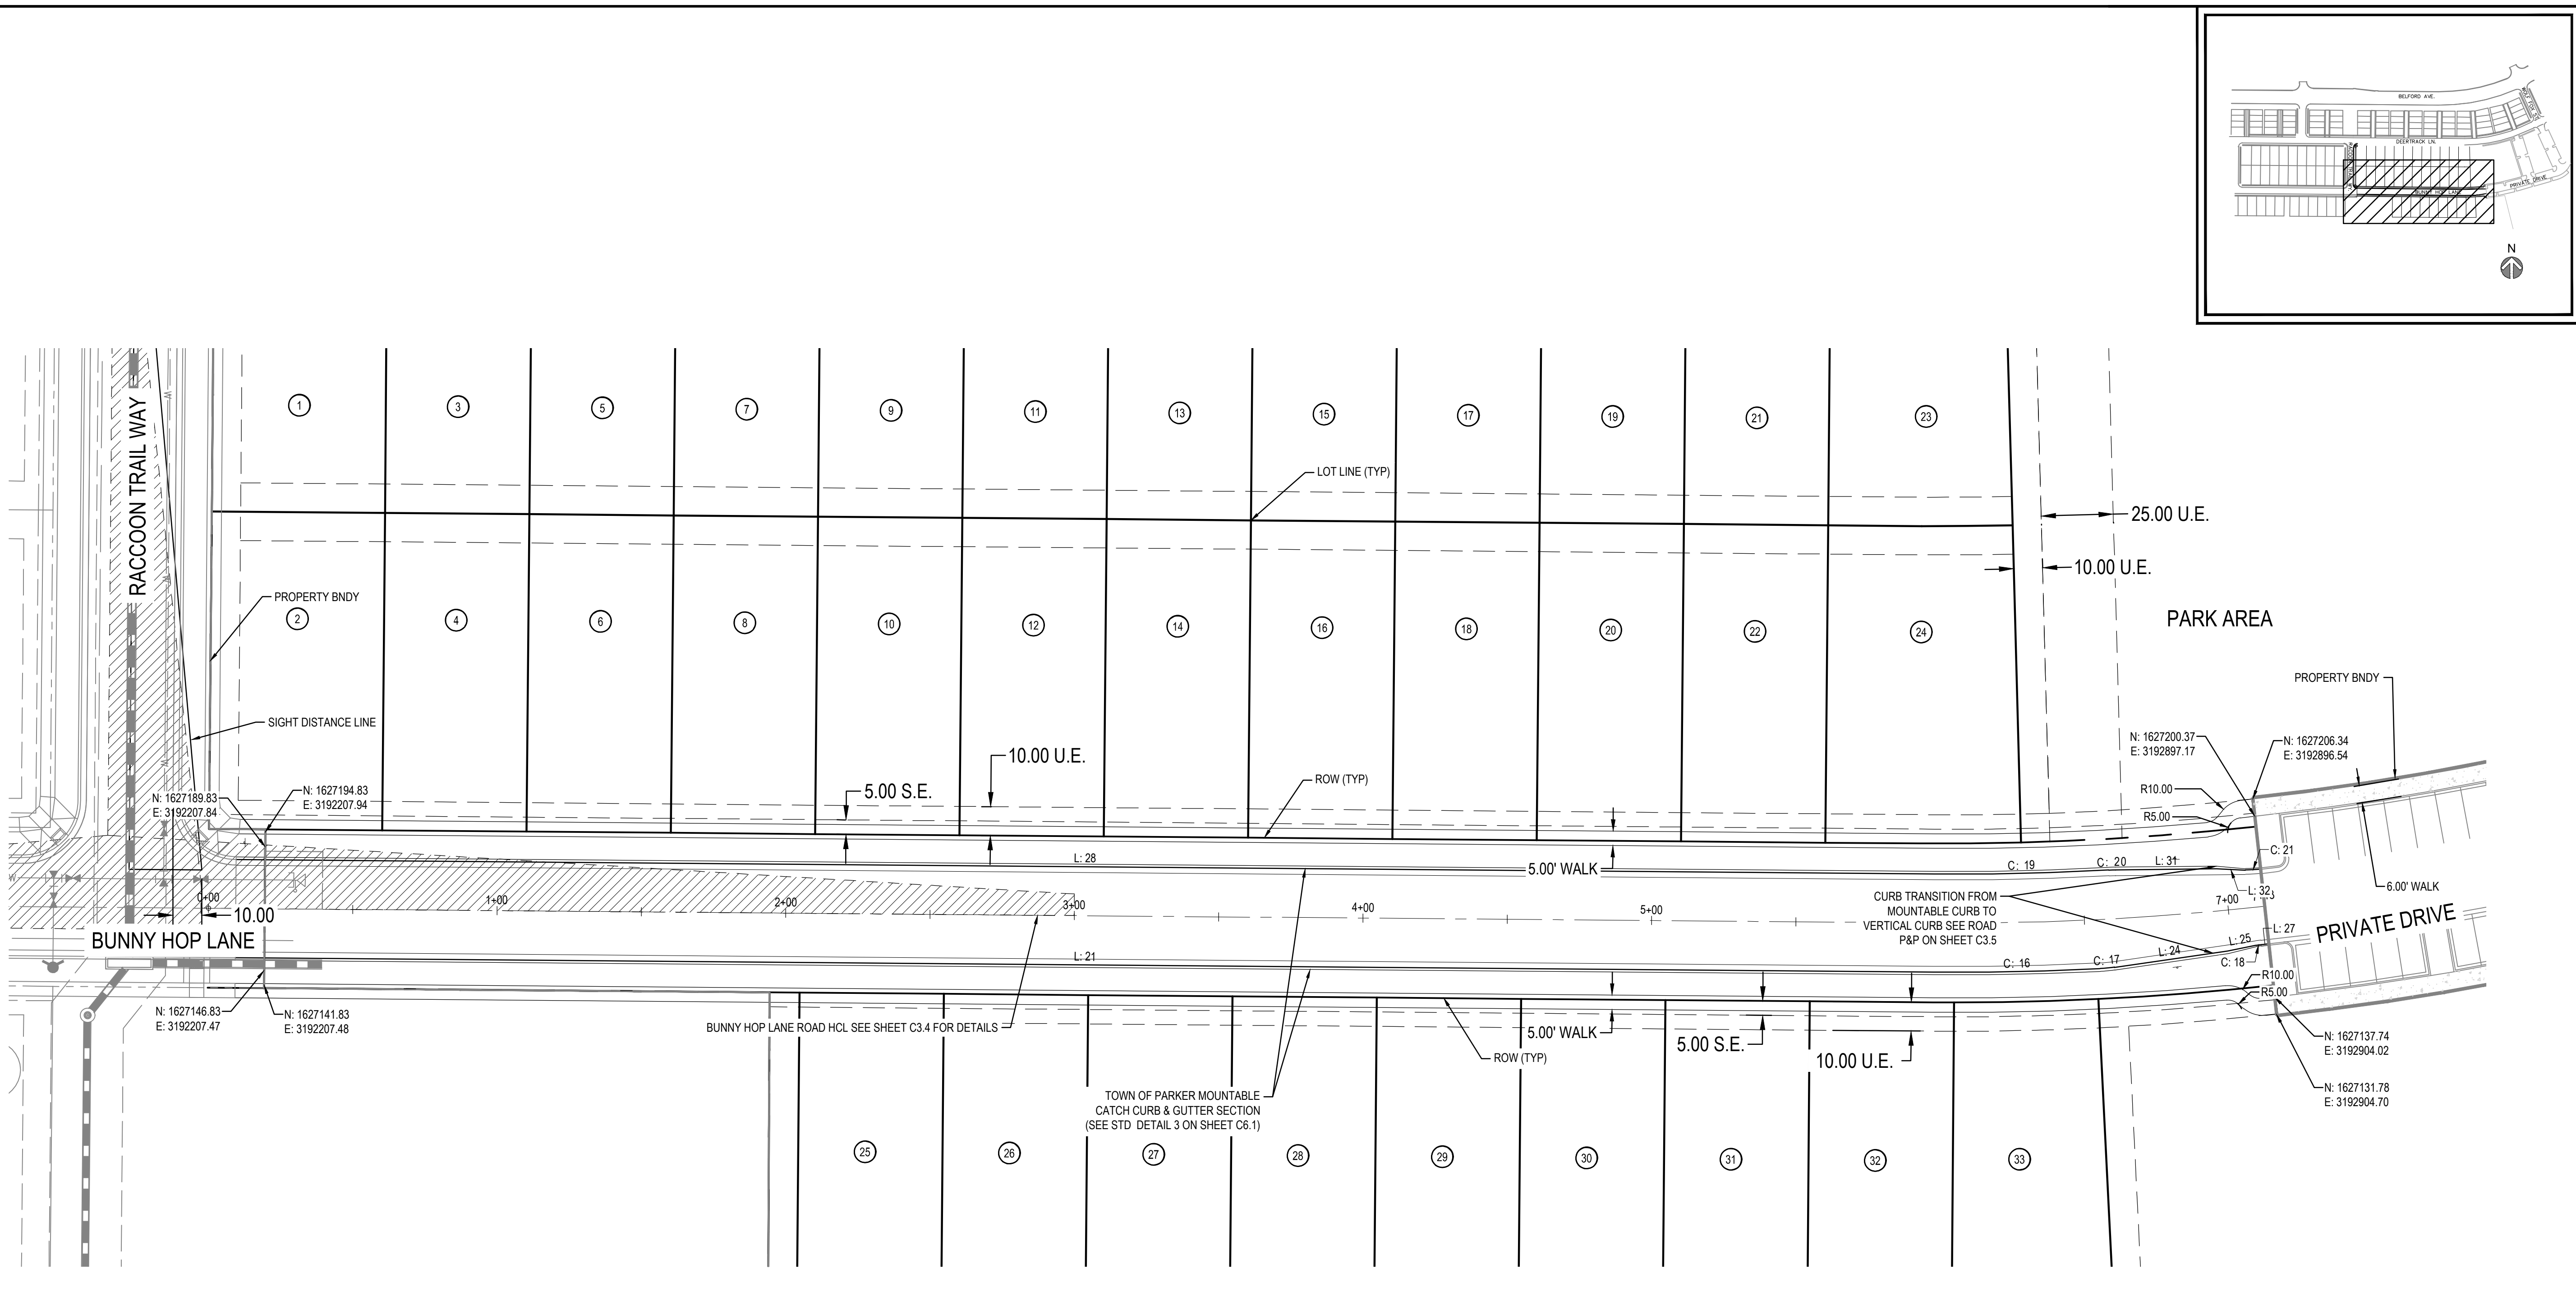 BELFORD AVE.
DEERTRACK LN.
BUNNY HOP LANE
PRIVATE DRIVE
N
1
3
5
7
9
11
13
15
17
19
21
23
LOT LINE (TYP)
25.00 U.E.
10.00 U.E.
RACCOON TRAIL WAY
PROPERTY BNDY
2
4
6
8
10
12
14
16
18
20
22
24
PARK AREA
PROPERTY BNDY
SIGHT DISTANCE LINE
N: 1627200.37
E: 3192897.17
N: 1627206.34
E: 3192896.54
10.00 U.E.
5.00 S.E.
ROW (TYP)
R10.00
R5.00
N: 1627189.83
E: 3192207.84
N: 1627194.83
E: 3192207.94
L: 28
5.00' WALK
C: 19
C: 20
L: 31
C: 21
L: 32
6.00' WALK
W
W
W
W
0+00
1+00
2+00
3+00
4+00
5+00
7+00
10.00
BUNNY HOP LANE
CURB TRANSITION FROM
MOUNTABLE CURB TO
VERTICAL CURB SEE ROAD
P&P ON SHEET C3.5
PRIVATE DRIVE
L: 21
C: 16
C: 17
L: 24
L: 25
L: 27
C: 18
R10.00
R5.00
N: 1627146.83
E: 3192207.47
N: 1627141.83
E: 3192207.48
BUNNY HOP LANE ROAD HCL SEE SHEET C3.4 FOR DETAILS
5.00' WALK
5.00 S.E.
10.00 U.E.
ROW (TYP)
N: 1627137.74
E: 3192904.02
N: 1627131.78
E: 3192904.70
TOWN OF PARKER MOUNTABLE
CATCH CURB & GUTTER SECTION
(SEE STD DETAIL 3 ON SHEET C6.1)
25
26
27
28
29
30
31
32
33